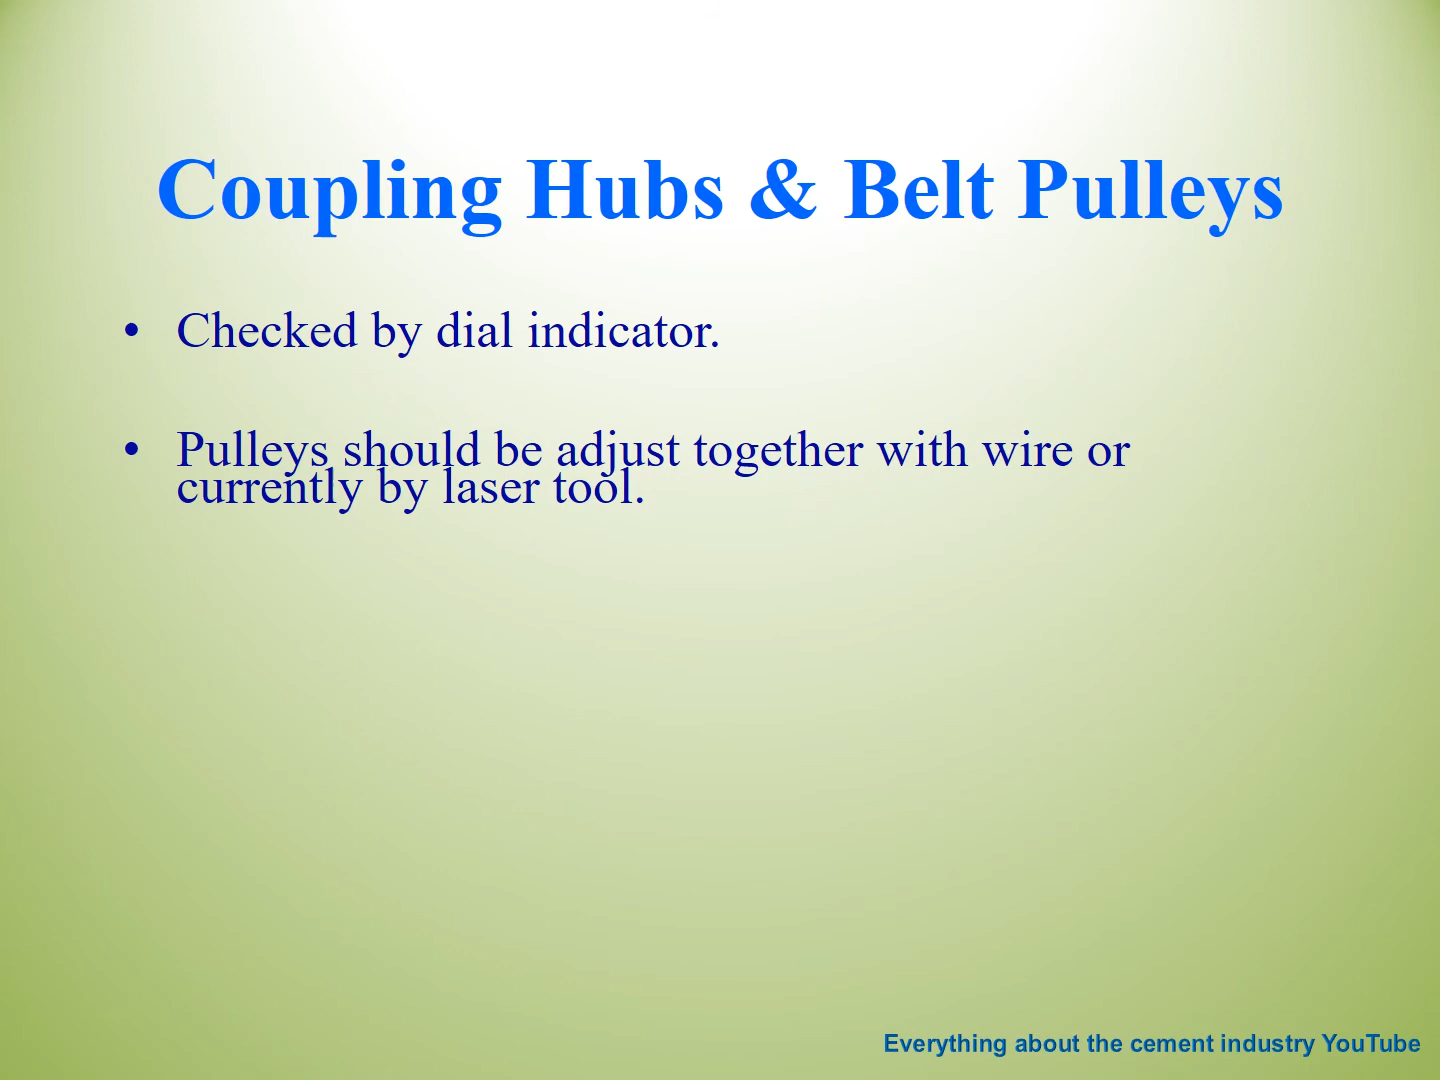 Coupling Hubs & Belt Pulleys
• Checked by dial indicator.
• Pulleys should be adjust together with wire or
currently by laser tool.
Everything about the cement industry YouTube